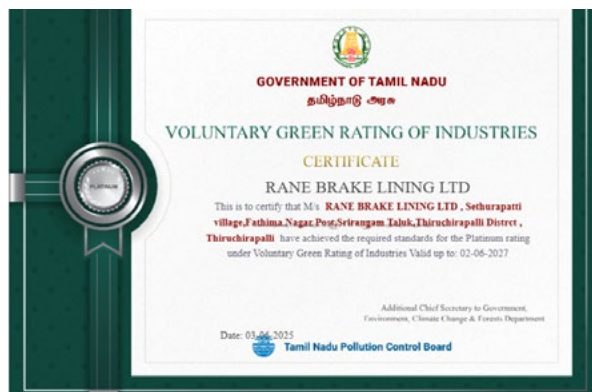 GOVERNMENT OF TAMIL NADU
தமிழ்நாடு அரசு
VOLUNTARY GREEN RATING OF INDUSTRIES
CERTIFICATE
RANE BRAKE LINING LTD
PLATINUM
This is to certify that M/s RANE BRAKE LINING LTD , Sethurapatti
village,Fathima Nagar Post,Srirangam Taluk,Thiruchirapalli Distrct ,
Thiruchirapalli have achieved the required standards for the Platinum rating
under Voluntary Green Rating of Industries Valid up to: 02-06-2027
Additional Chief Secretary to Government,
Environment, Climate Change & Forests Department
Date: 03-06-2025
Tamil Nadu Pollution Control Board